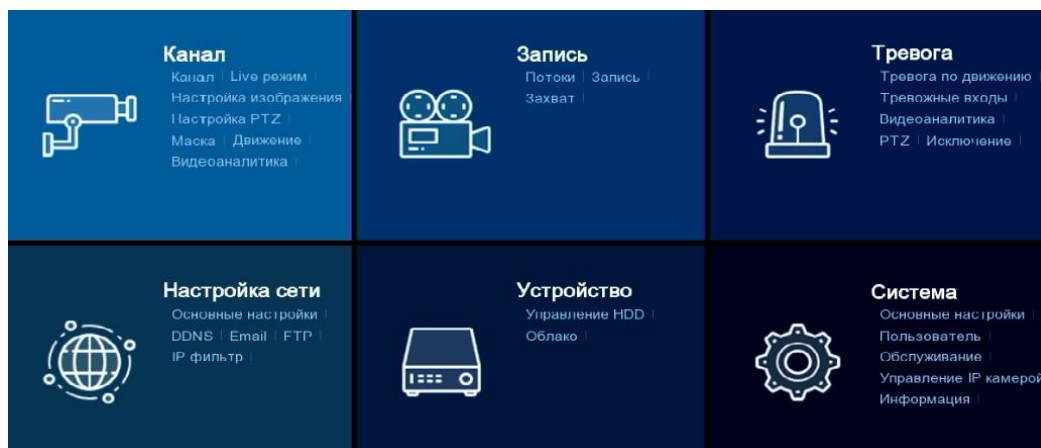 Канал
Канал | Live режим |
Настройка изображения |
Настройка PTZ |
Маска | Движение |
Видеоаналитика |
Запись
Потоки | Запись |
Захват |
Тревога
Тревога по движению |
Тревожные входы |
Видеоаналитика |
PTZ | Исключение |
Настройка сети
Основные настройки |
DDNS | Email | FTP |
IP фильтр |
Устройство
Управление HDD |
Облако |
Система
Основные настройки |
Пользователь |
Обслуживание |
Управление IP камерой
Информация |